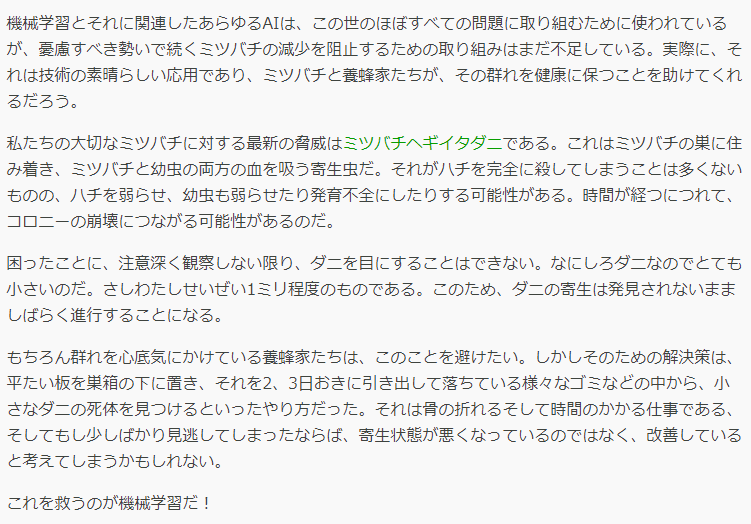 機械学習とそれに関連したあらゆるAIは、この世のほぼすべての問題に取り組むために使われている
が、憂慮すべき勢いで続くミツバチの減少を阻止するための取り組みはまだ不足している。実際に、そ
れは技術の素晴らしい応用であり、ミツバチと養蜂家たちが、その群れを健康に保つことを助けてくれ
るだろう。
私たちの大切なミツバチに対する最新の脅威はミツバチヘギイタダニである。これはミツバチの巣に住
み着き、ミツバチと幼虫の両方の血を吸う寄生虫だ。それがハチを完全に殺してしまうことは多くない
ものの、ハチを弱らせ、幼虫も弱らせたり発育不全にしたりする可能性がある。時間が経つにつれて、
コロニーの崩壊につながる可能性があるのだ。
困ったことに、注意深く観察しない限り、ダニを目にすることはできない。なにしろダニなのでとても
小さいのだ。さしわたしせいぜい1ミリ程度のものである。このため、ダニの寄生は発見されないまま
しばらく進行することになる。
もちろん群れを心底気にかけている養蜂家たちは、このことを避けたい。しかしそのための解決策は、
平たい板を巣箱の下に置き、それを2、3日おきに引き出して落ちている様々なゴミなどの中から、小
さなダニの死体を見つけるといったやり方だった。それは骨の折れるそして時間のかかる仕事である、
そしてもし少しばかり見逃してしまったならば、寄生状態が悪くなっているのではなく、改善している
と考えてしまうかもしれない。
これを救うのが機械学習だ！